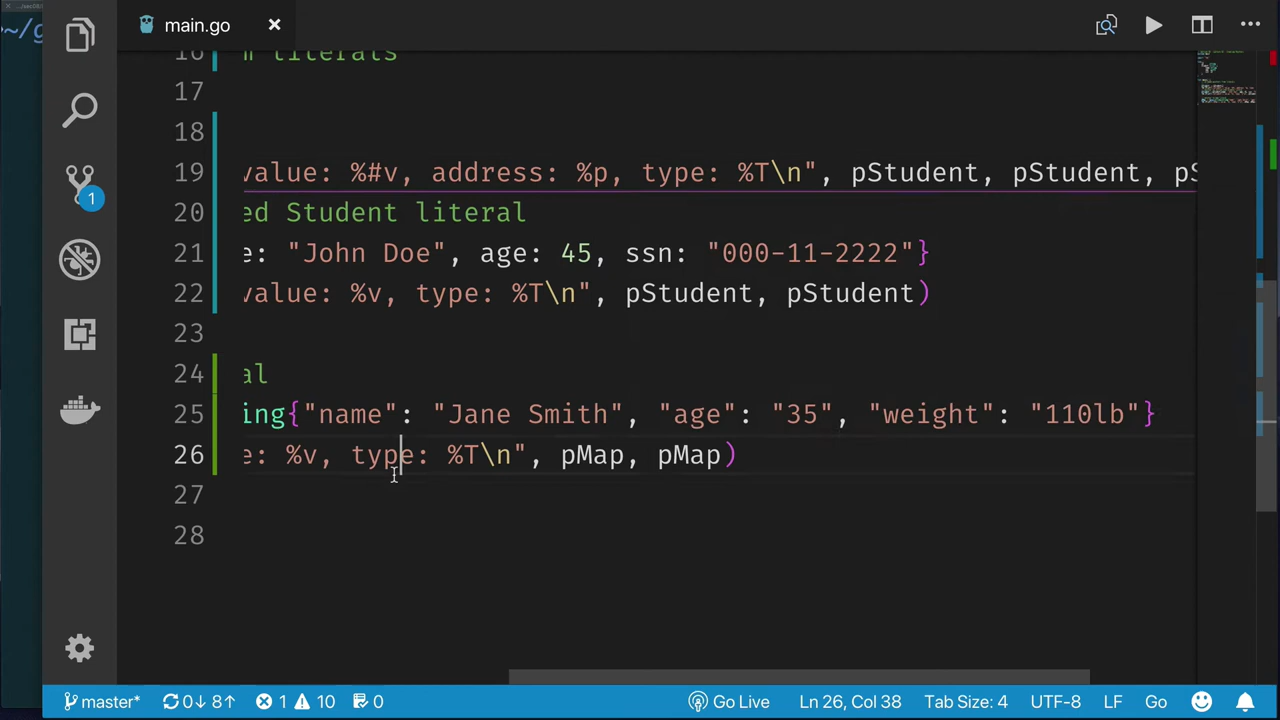 ~/g
main.go
16 m literals
17
18
19 value: %#v, address: %p, type: %T\n", pStudent, pStudent, pS
20 ed Student literal
21 e: "John Doe", age: 45, ssn: "000-11-2222"}
22 value: %v, type: %T\n", pStudent, pStudent)
23
24 al
25 ing{"name": "Jane Smith", "age": "35", "weight": "110lb"}
26 e: %v, type: %T\n", pMap, pMap)
27
28
1
master* 0↓ 8↑ 1 10 0 Go Live Ln 26, Col 38 Tab Size: 4 UTF-8 LF Go